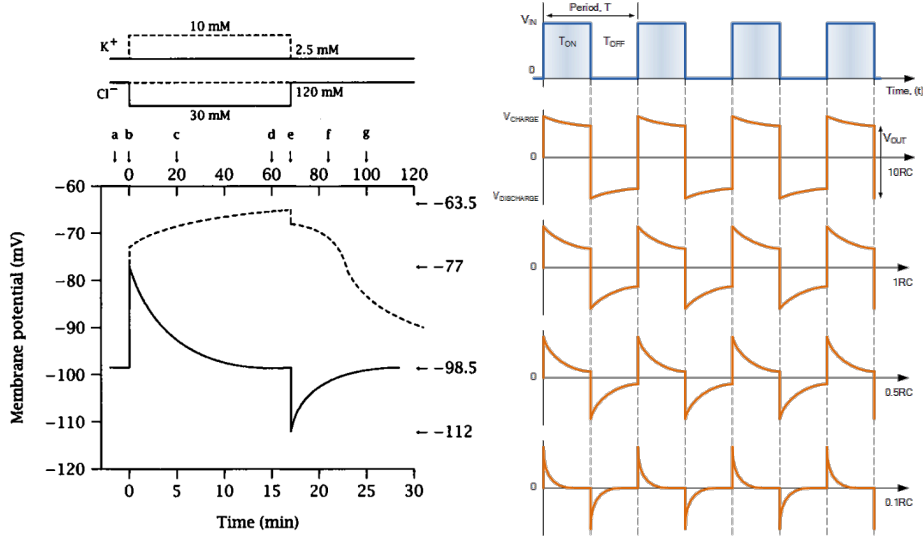 10 mM
K+
2.5 mM
Cl−
120 mM
30 mM
a b c d e f g
0 20 40 60 80 100 120
−60
−70
−80
−90
−100
−110
−120
Membrane potential (mV)
−63.5
−77
−98.5
−112
0 5 10 15 20 25 30
Time (min)
Period, T
VIN
TON
TOFF
0
Time, (t)
VCHARGE
0
VDISCHARGE
VOUT
10RC
0
1RC
0
0.5RC
0
0.1RC